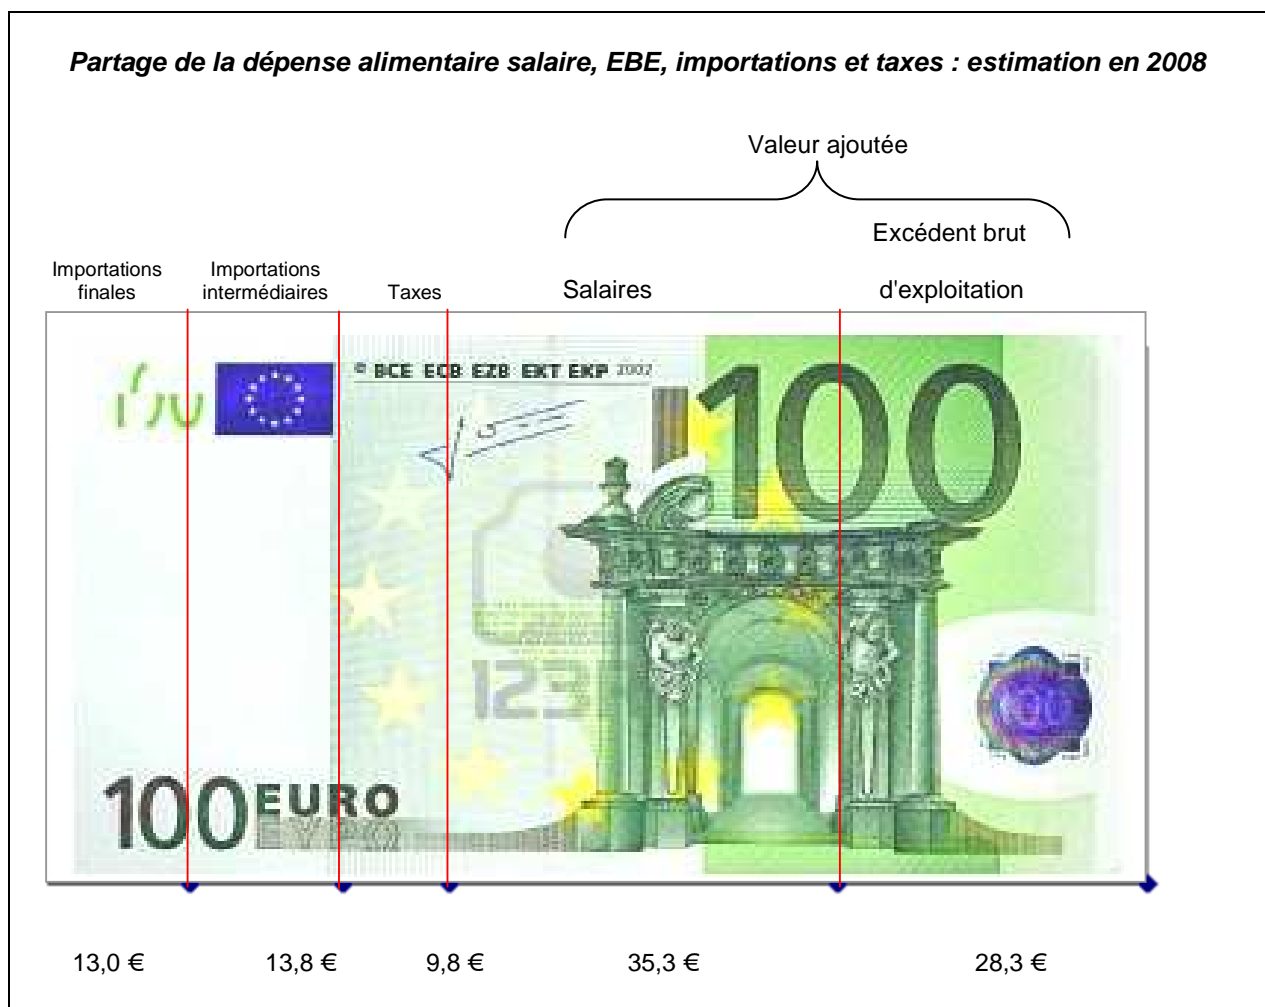 Partage de la dépense alimentaire salaire, EBE, importations et taxes : estimation en 2008
Valeur ajoutée
Excédent brut
Importations
finales
Importations
intermédiaires
Taxes
Salaires
d'exploitation
© BCE ECB EZB EKT EKP 2002
100
123
100 EURO
ΕΥΡΩ
13,0 €
13,8 €
9,8 €
35,3 €
28,3 €